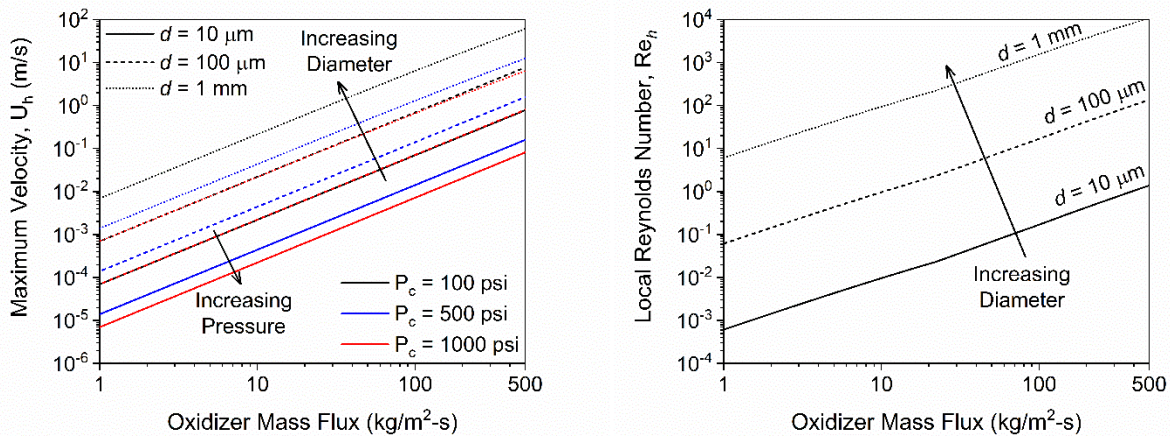 Maximum Velocity, U_h (m/s)
10^2
10^1
10^0
10^-1
10^-2
10^-3
10^-4
10^-5
10^-6
d = 10 μm
d = 100 μm
d = 1 mm
Increasing
Diameter
Increasing
Pressure
P_c = 100 psi
P_c = 500 psi
P_c = 1000 psi
1
10
100
500
Oxidizer Mass Flux (kg/m²-s)
Local Reynolds Number, Re_h
10^4
10^3
10^2
10^1
10^0
10^-1
10^-2
10^-3
10^-4
d = 1 mm
d = 100 μm
d = 10 μm
Increasing
Diameter
1
10
100
500
Oxidizer Mass Flux (kg/m²-s)